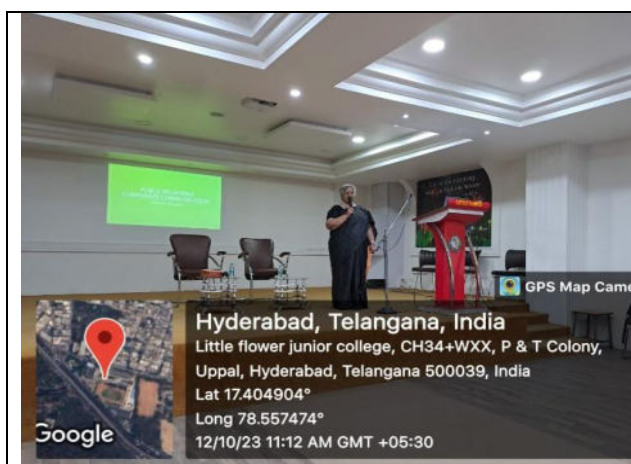 PUBLIC RELATIONS /
CORPORATE COMMUNICATION
GPS Map Came
Hyderabad, Telangana, India
Little flower junior college, CH34+WXX, P & T Colony,
Uppal, Hyderabad, Telangana 500039, India
Lat 17.404904°
Long 78.557474°
12/10/23 11:12 AM GMT +05:30
Google